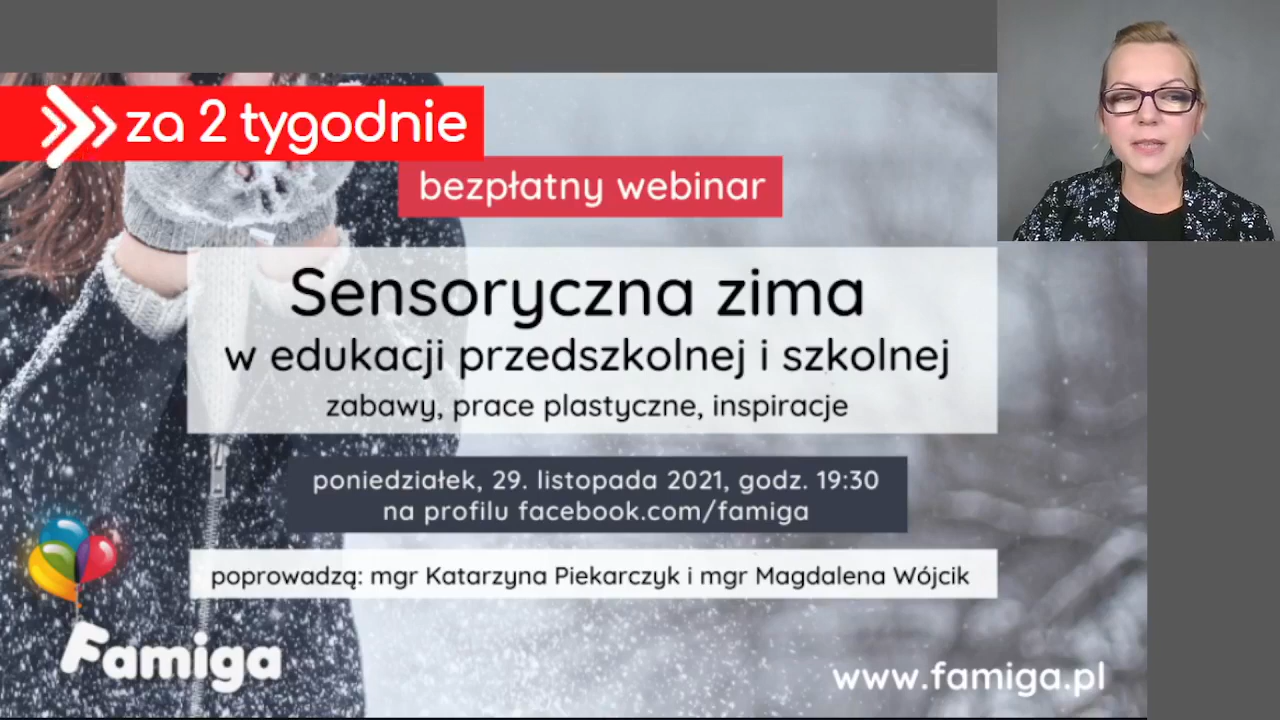 za 2 tygodnie
bezpłatny webinar
Sensoryczna zima
w edukacji przedszkolnej i szkolnej
zabawy, prace plastyczne, inspiracje
poniedziałek, 29. listopada 2021, godz. 19:30
na profilu facebook.com/famiga
poprowadzą: mgr Katarzyna Piekarczyk i mgr Magdalena Wójcik
Famiga
www.famiga.pl